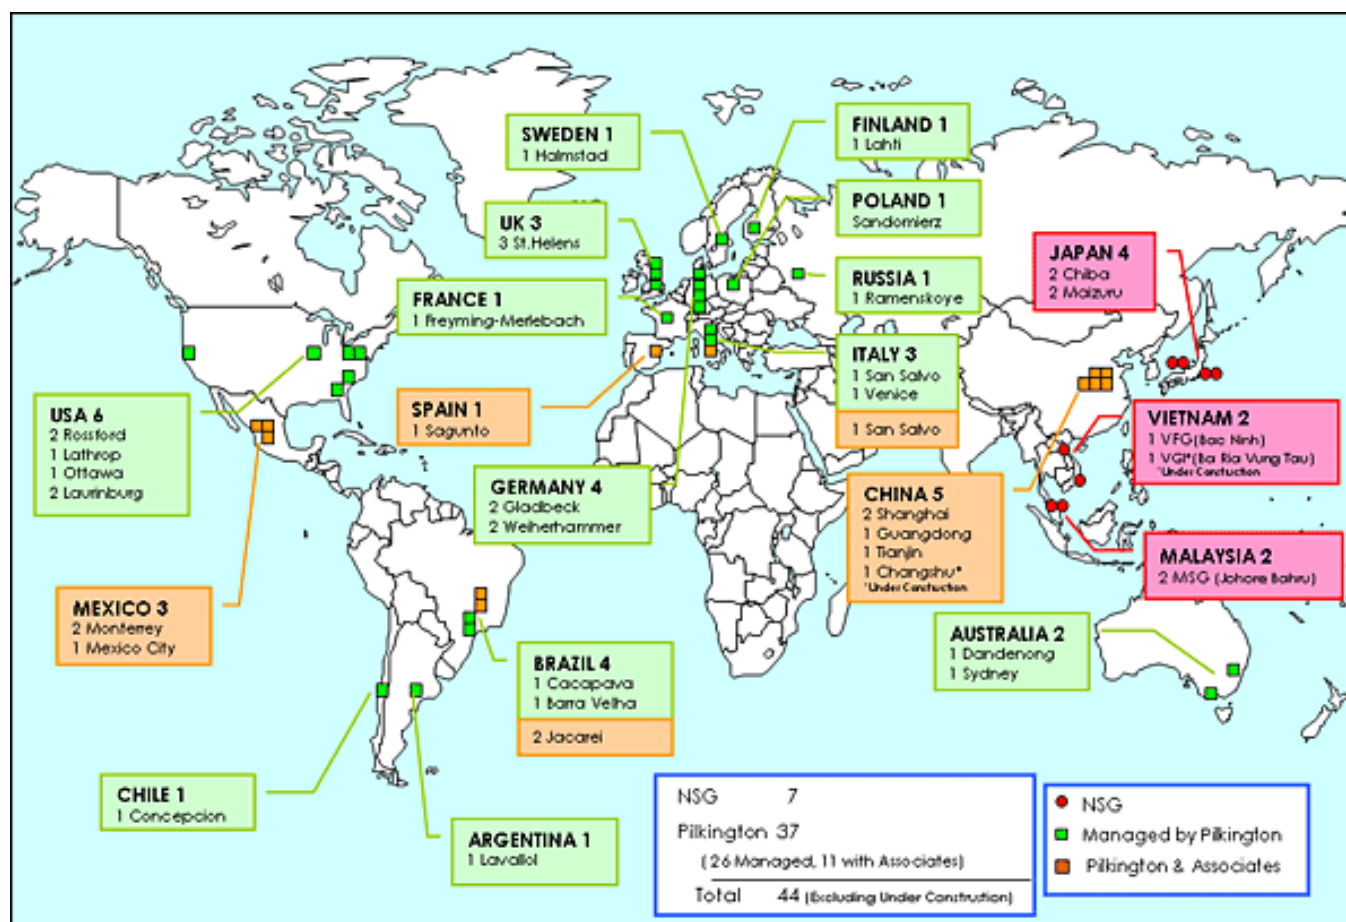 SWEDEN 1
1 Halmstad
FINLAND 1
1 Lahti
POLAND 1
Sandomierz
UK 3
3 St.Helens
RUSSIA 1
1 Ramenskoye
JAPAN 4
2 Chiba
2 Maizuru
FRANCE 1
1 Freyming-Merlebach
ITALY 3
1 San Salvo
1 Venice
1 San Salvo
USA 6
2 Rossford
1 Lathrop
1 Ottawa
2 Laurinburg
SPAIN 1
1 Sagunto
VIETNAM 2
1 VFG (Bac Ninh)
1 VGI* (Ba Ria Vung Tau)
*Under Construction
GERMANY 4
2 Gladbeck
2 Weiherhammer
CHINA 5
2 Shanghai
1 Guangdong
1 Tianjin
1 Changshu*
*Under Construction
MALAYSIA 2
2 MSG (Johore Bahru)
MEXICO 3
2 Monterrey
1 Mexico City
BRAZIL 4
1 Cacapava
1 Barra Velha
2 Jacarei
AUSTRALIA 2
1 Dandenong
1 Sydney
CHILE 1
1 Concepcion
ARGENTINA 1
1 Lavallol
NSG 7
Pilkington 37
(26 Managed, 11 with Associates)
Total 44 (Excluding Under Construction)
NSG
Managed by Pilkington
Pilkington & Associates